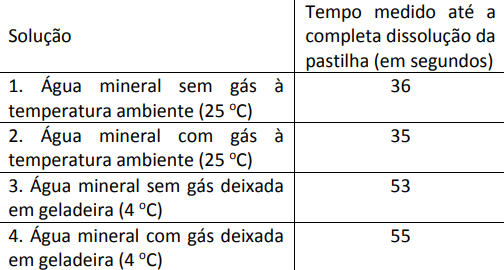 Solução
Tempo medido até a
completa dissolução da
pastilha (em segundos)
1. Água mineral sem gás à
temperatura ambiente (25 ºC)
36
2. Água mineral com gás à
temperatura ambiente (25 ºC)
35
3. Água mineral sem gás deixada
em geladeira (4 ºC)
53
4. Água mineral com gás deixada
em geladeira (4 ºC)
55